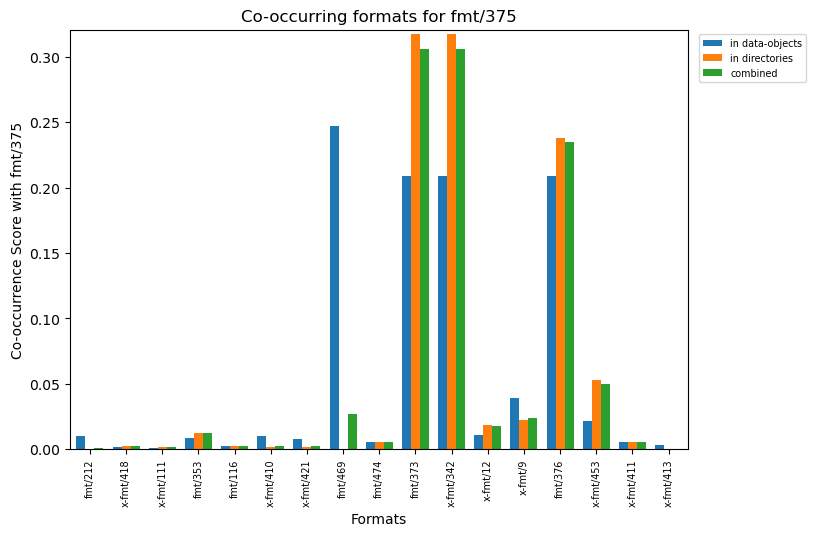 Co-occurring formats for fmt/375
in data-objects
in directories
combined
Co-occurrence Score with fmt/375
0.30
0.25
0.20
0.15
0.10
0.05
0.00
fmt/212
x-fmt/418
x-fmt/111
fmt/353
fmt/116
x-fmt/410
x-fmt/421
fmt/469
fmt/474
fmt/373
x-fmt/342
x-fmt/12
x-fmt/9
fmt/376
x-fmt/453
x-fmt/411
x-fmt/413
Formats